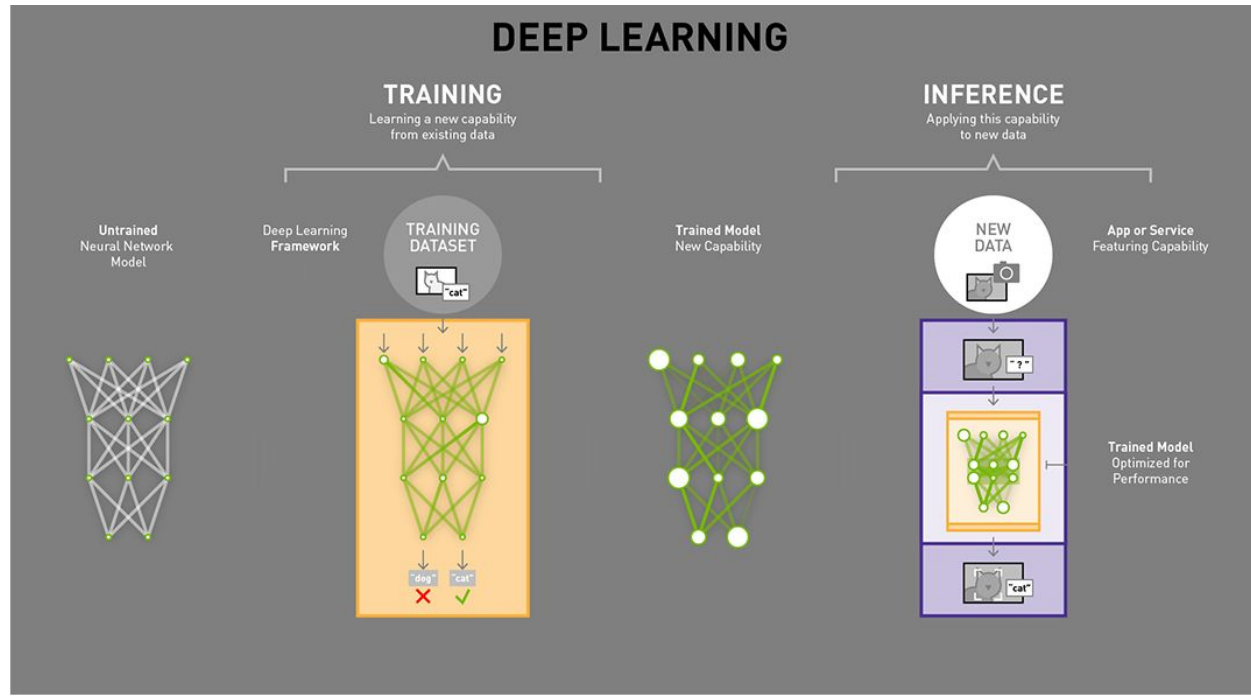 DEEP LEARNING
TRAINING
Learning a new capability
from existing data
INFERENCE
Applying this capability
to new data
Untrained
Neural Network
Model
Deep Learning
Framework
TRAINING
DATASET
"cat"
Trained Model
New Capability
NEW
DATA
App or Service
Featuring Capability
"?"
Trained Model
Optimized for
Performance
"dog"
"cat"
"cat"